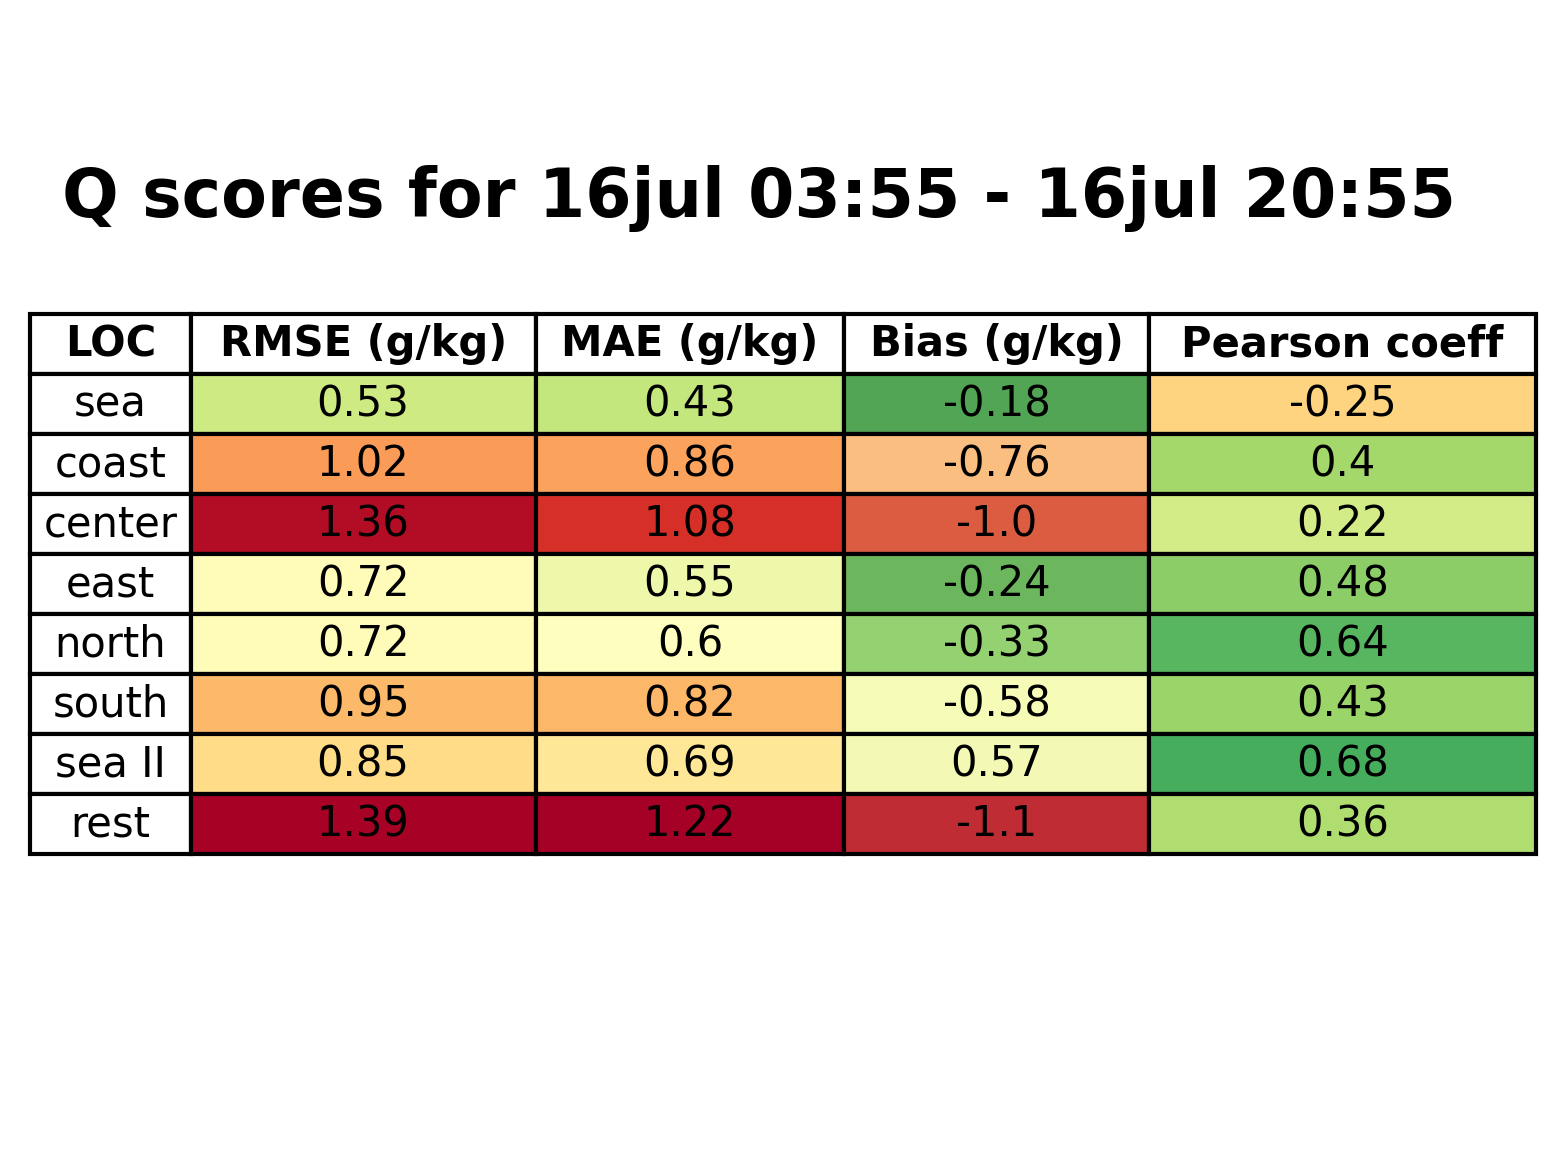 Q scores for 16jul 03:55 - 16jul 20:55
LOC RMSE (g/kg) MAE (g/kg) Bias (g/kg) Pearson coeff
sea 0.53 0.43 -0.18 -0.25
coast 1.02 0.86 -0.76 0.4
center 1.36 1.08 -1.0 0.22
east 0.72 0.55 -0.24 0.48
north 0.72 0.6 -0.33 0.64
south 0.95 0.82 -0.58 0.43
sea II 0.85 0.69 0.57 0.68
rest 1.39 1.22 -1.1 0.36